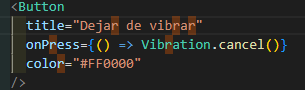 <Button
title="Dejar de vibrar"
onPress={() => Vibration.cancel()}
color="#FF0000"
/>